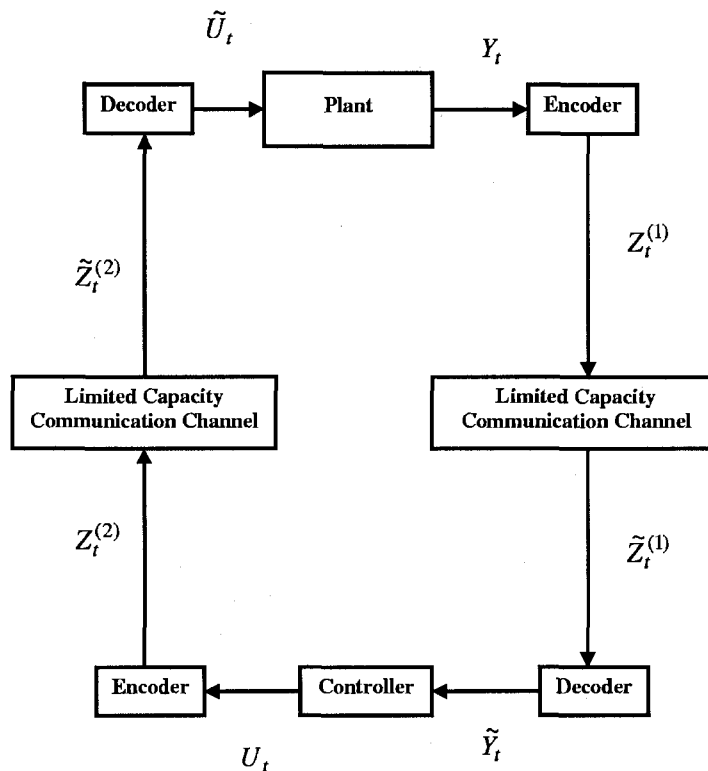 Ũ_t
Y_t
Decoder
Plant
Encoder
Z̃_t^(2)
Z_t^(1)
Limited Capacity
Communication Channel
Limited Capacity
Communication Channel
Z_t^(2)
Z̃_t^(1)
Encoder
Controller
Decoder
U_t
Ỹ_t